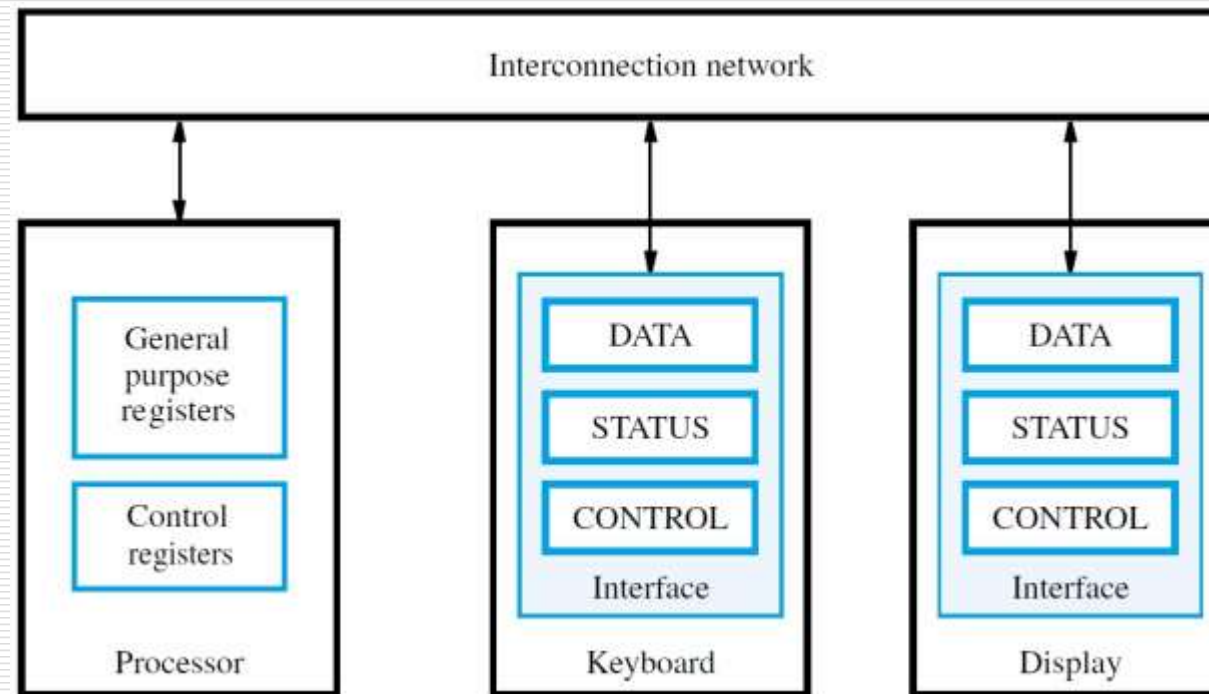 Interconnection network
General
purpose
registers
Control
registers
Processor
DATA
STATUS
CONTROL
Interface
Keyboard
DATA
STATUS
CONTROL
Interface
Display